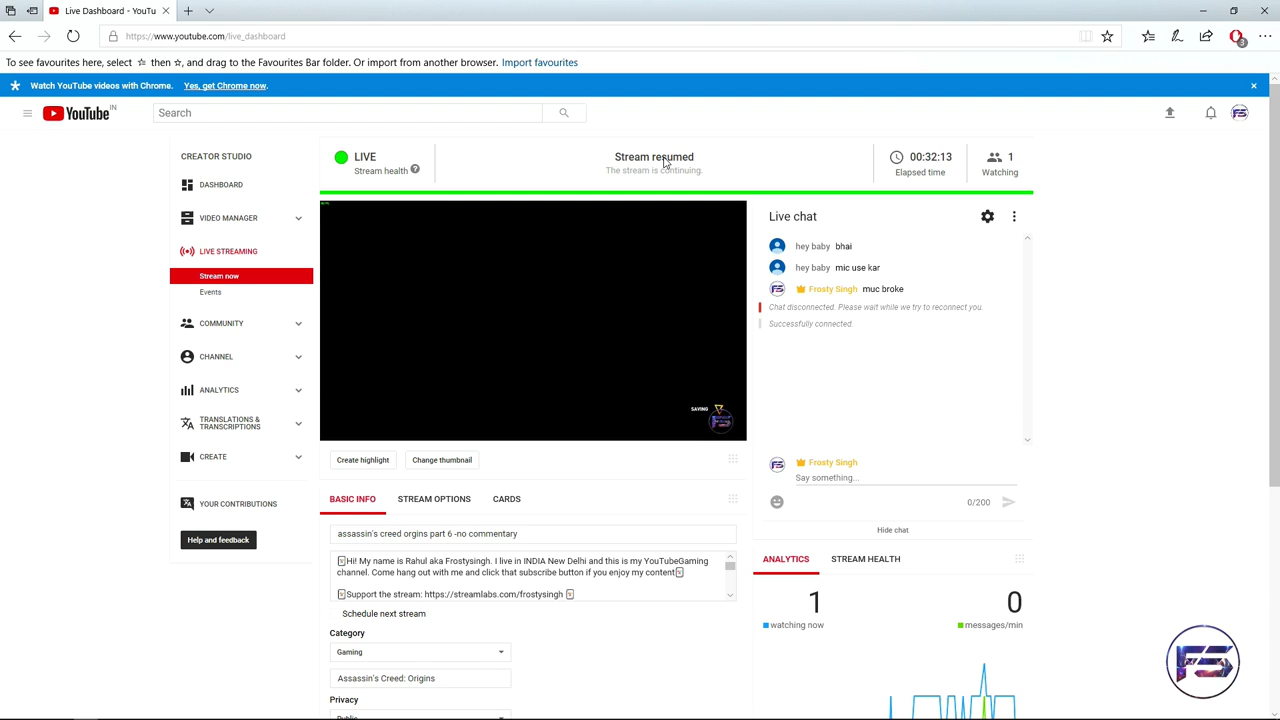 Live Dashboard - YouTu
https://www.youtube.com/live_dashboard
3
To see favourites here, select ☆ then ☆, and drag to the Favourites Bar folder. Or import from another browser. Import favourites
Watch YouTube videos with Chrome. Yes, get Chrome now.
YouTube IN
Search
CREATOR STUDIO
DASHBOARD
VIDEO MANAGER
LIVE STREAMING
Stream now
Events
COMMUNITY
CHANNEL
ANALYTICS
TRANSLATIONS &
TRANSCRIPTIONS
CREATE
YOUR CONTRIBUTIONS
Help and feedback
LIVE
Stream health ?
Stream resumed
The stream is continuing.
00:32:13
Elapsed time
1
Watching
SAVING
FS
Create highlight
Change thumbnail
BASIC INFO
STREAM OPTIONS
CARDS
assassin's creed orgins part 6 -no commentary
Hi! My name is Rahul aka Frostysingh. I live in INDIA New Delhi and this is my YouTubeGaming
channel. Come hang out with me and click that subscribe button if you enjoy my content
Support the stream: https://streamlabs.com/frostysingh
Schedule next stream
Category
Gaming
Assassin's Creed: Origins
Privacy
Public
Live chat
hey baby bhai
hey baby mic use kar
Frosty Singh muc broke
Chat disconnected. Please wait while we try to reconnect you.
Successfully connected.
Frosty Singh
Say something...
0/200
Hide chat
ANALYTICS
STREAM HEALTH
1
watching now
0
messages/min
FS